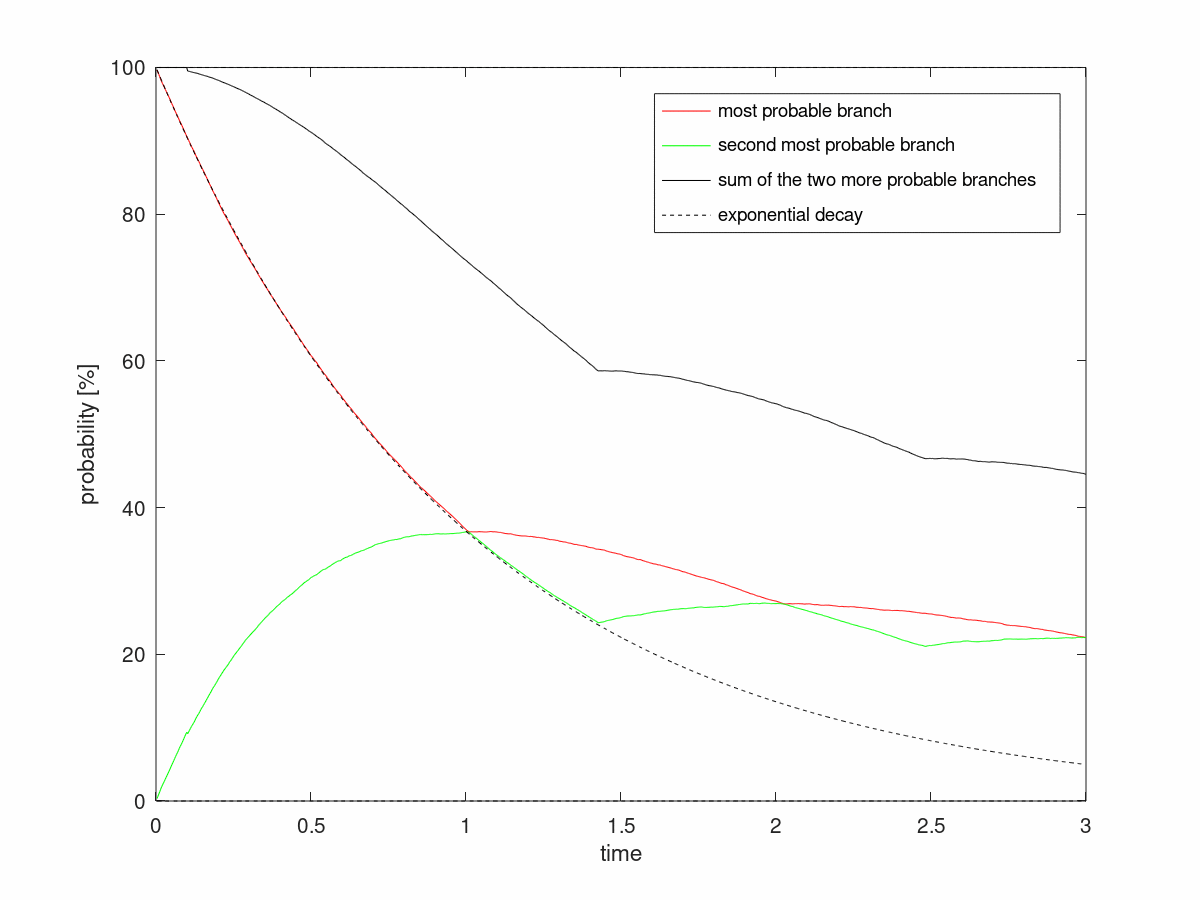 100
80
60
40
20
0
probability [%]
most probable branch
second most probable branch
sum of the two more probable branches
exponential decay
0 0.5 1 1.5 2 2.5 3
time